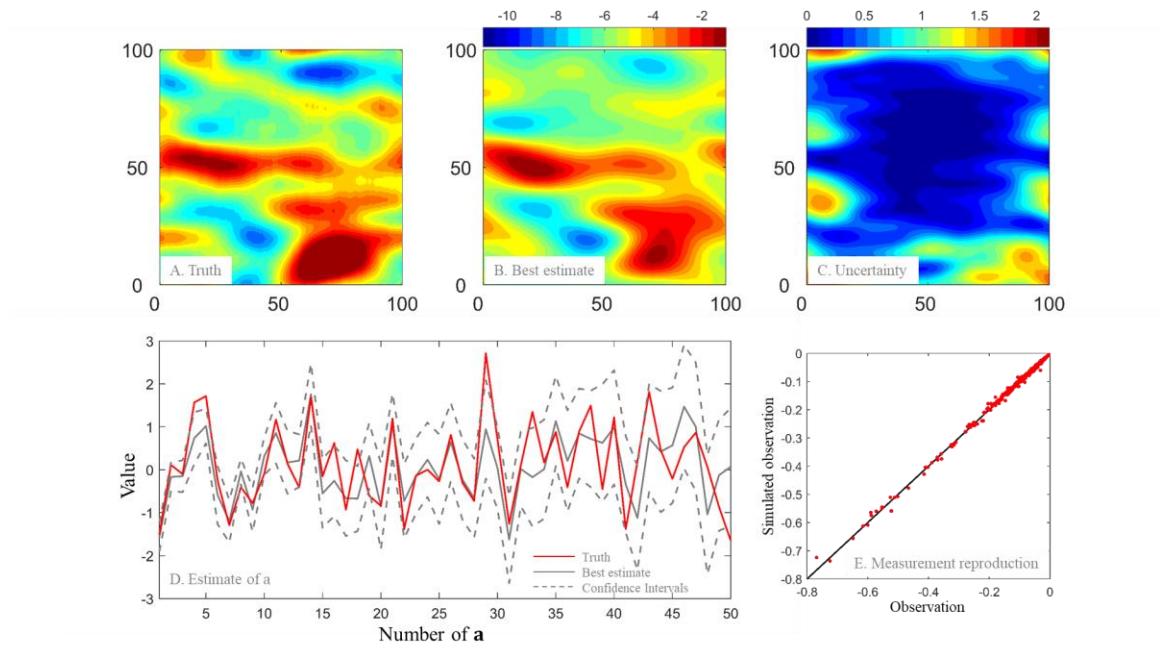 -10 -8 -6 -4 -2
0 0.5 1 1.5 2
100
50
0
A. Truth
0 50 100
100
50
0
B. Best estimate
0 50 100
100
50
0
C. Uncertainty
0 50 100
3
2
1
0
-1
-2
-3
Value
Truth
Best estimate
Confidence Intervals
D. Estimate of a
5 10 15 20 25 30 35 40 45 50
Number of a
0
-0.1
-0.2
-0.3
-0.4
-0.5
-0.6
-0.7
-0.8
Simulated observation
E. Measurement reproduction
-0.8 -0.6 -0.4 -0.2 0
Observation